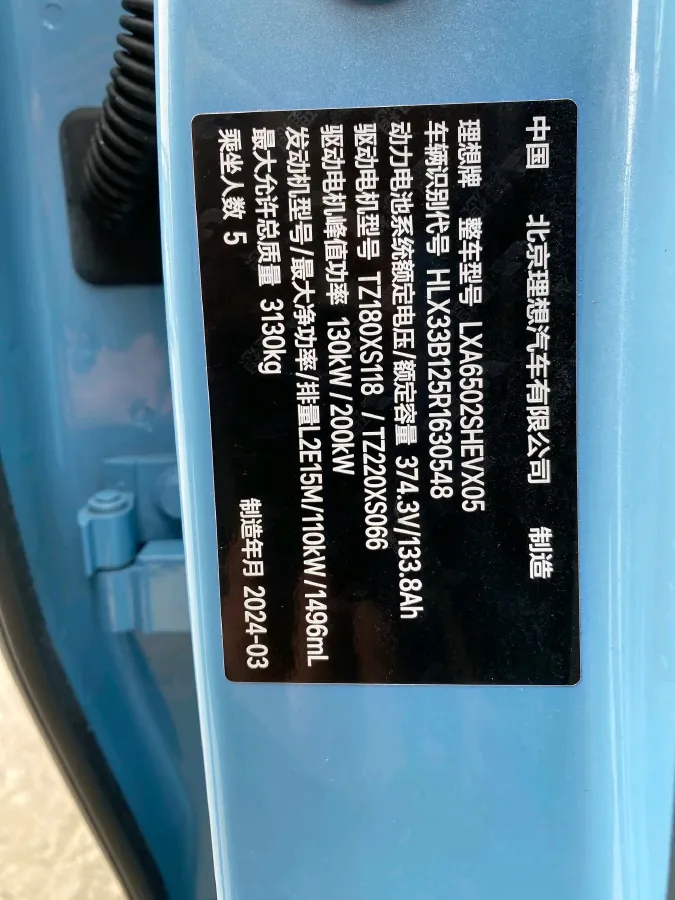 中国 北京理想汽车有限公司 制造
理想牌 整车型号 LXA6502SHEVX05
车辆识别代号 HLX33B125R1630548
动力电池系统额定电压/额定容量 374.3V/133.8Ah
驱动电机型号 TZ180XS118 / TZ220XS066
驱动电机峰值功率 130kW/200kW
发动机型号/最大净功率/排量L2E15M/110kW/1496mL
最大允许总质量 3130kg
乘坐人数 5 制造年月 2024-03